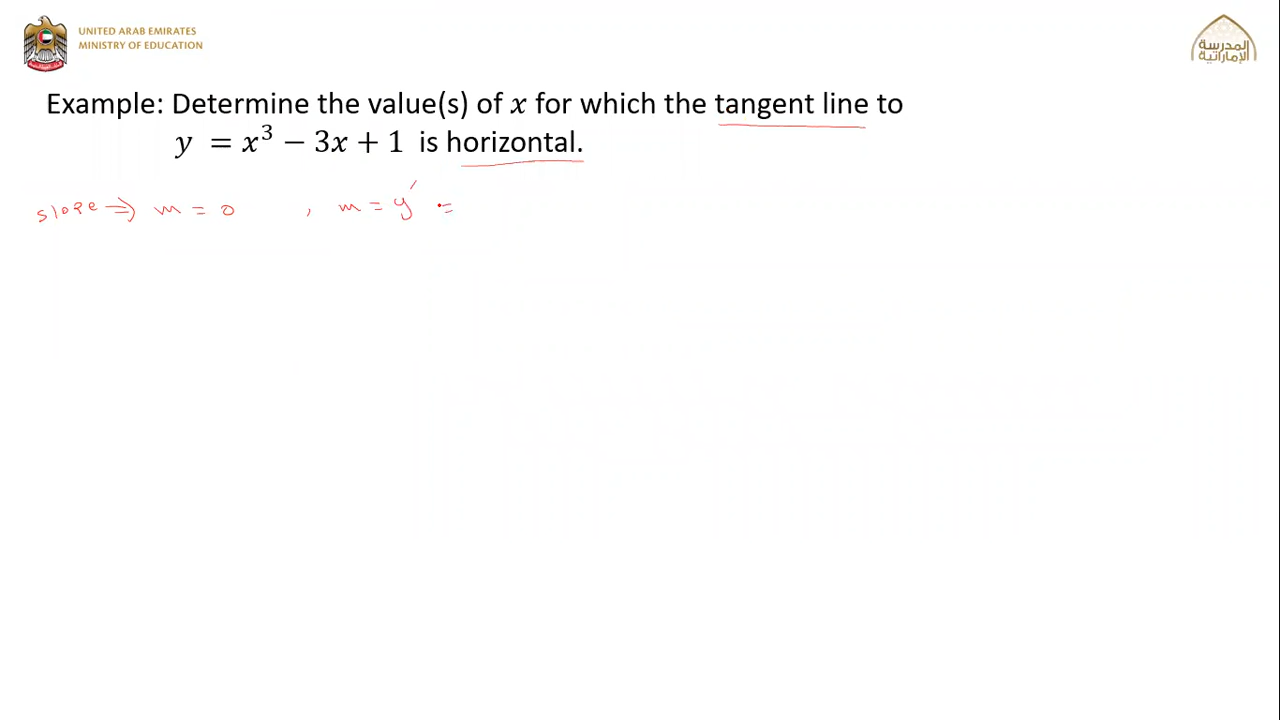 UNITED ARAB EMIRATES
MINISTRY OF EDUCATION
المدرسة
الإماراتية
Example: Determine the value(s) of x for which the tangent line to
y = x³ − 3x + 1 is horizontal.
slope ⇒ m = 0 , m = y' =